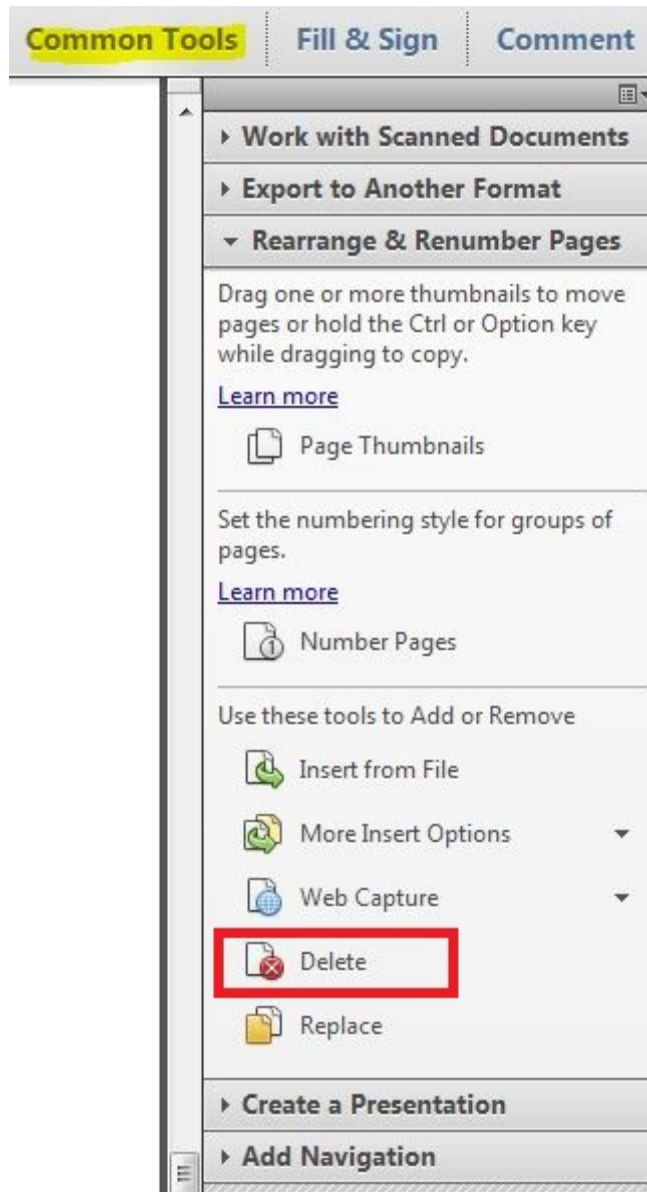 Common Tools Fill & Sign Comment
Work with Scanned Documents
Export to Another Format
Rearrange & Renumber Pages
Drag one or more thumbnails to move
pages or hold the Ctrl or Option key
while dragging to copy.
Learn more
Page Thumbnails
Set the numbering style for groups of
pages.
Learn more
1
Number Pages
Use these tools to Add or Remove
Insert from File
More Insert Options
Web Capture
Delete
Replace
Create a Presentation
Add Navigation